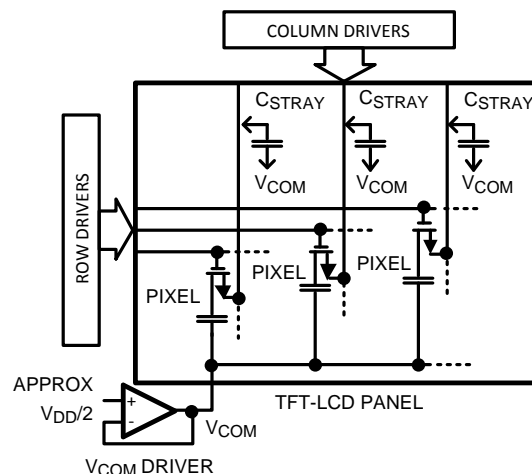 COLUMN DRIVERS
CSTRAY CSTRAY CSTRAY
VCOM VCOM VCOM
ROW DRIVERS
PIXEL PIXEL PIXEL
APPROX
VDD/2
+
-
VCOM
TFT-LCD PANEL
VCOM DRIVER